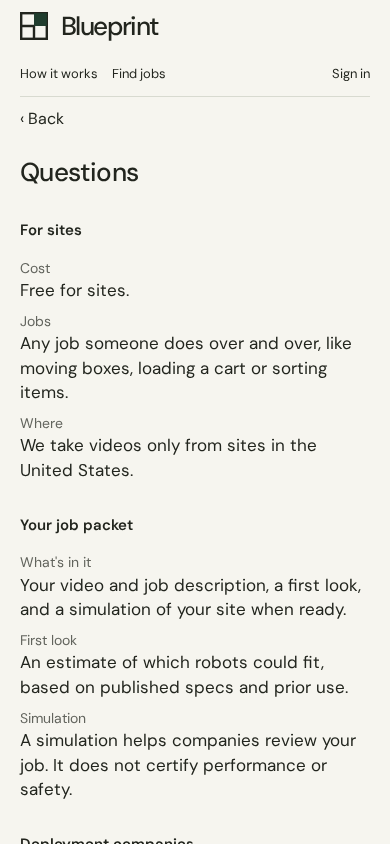 Blueprint
How it works Find jobs Sign in
‹ Back
Questions
For sites
Cost
Free for sites.
Jobs
Any job someone does over and over, like
moving boxes, loading a cart or sorting
items.
Where
We take videos only from sites in the
United States.
Your job packet
What's in it
Your video and job description, a first look,
and a simulation of your site when ready.
First look
An estimate of which robots could fit,
based on published specs and prior use.
Simulation
A simulation helps companies review your
job. It does not certify performance or
safety.
Deployment companies